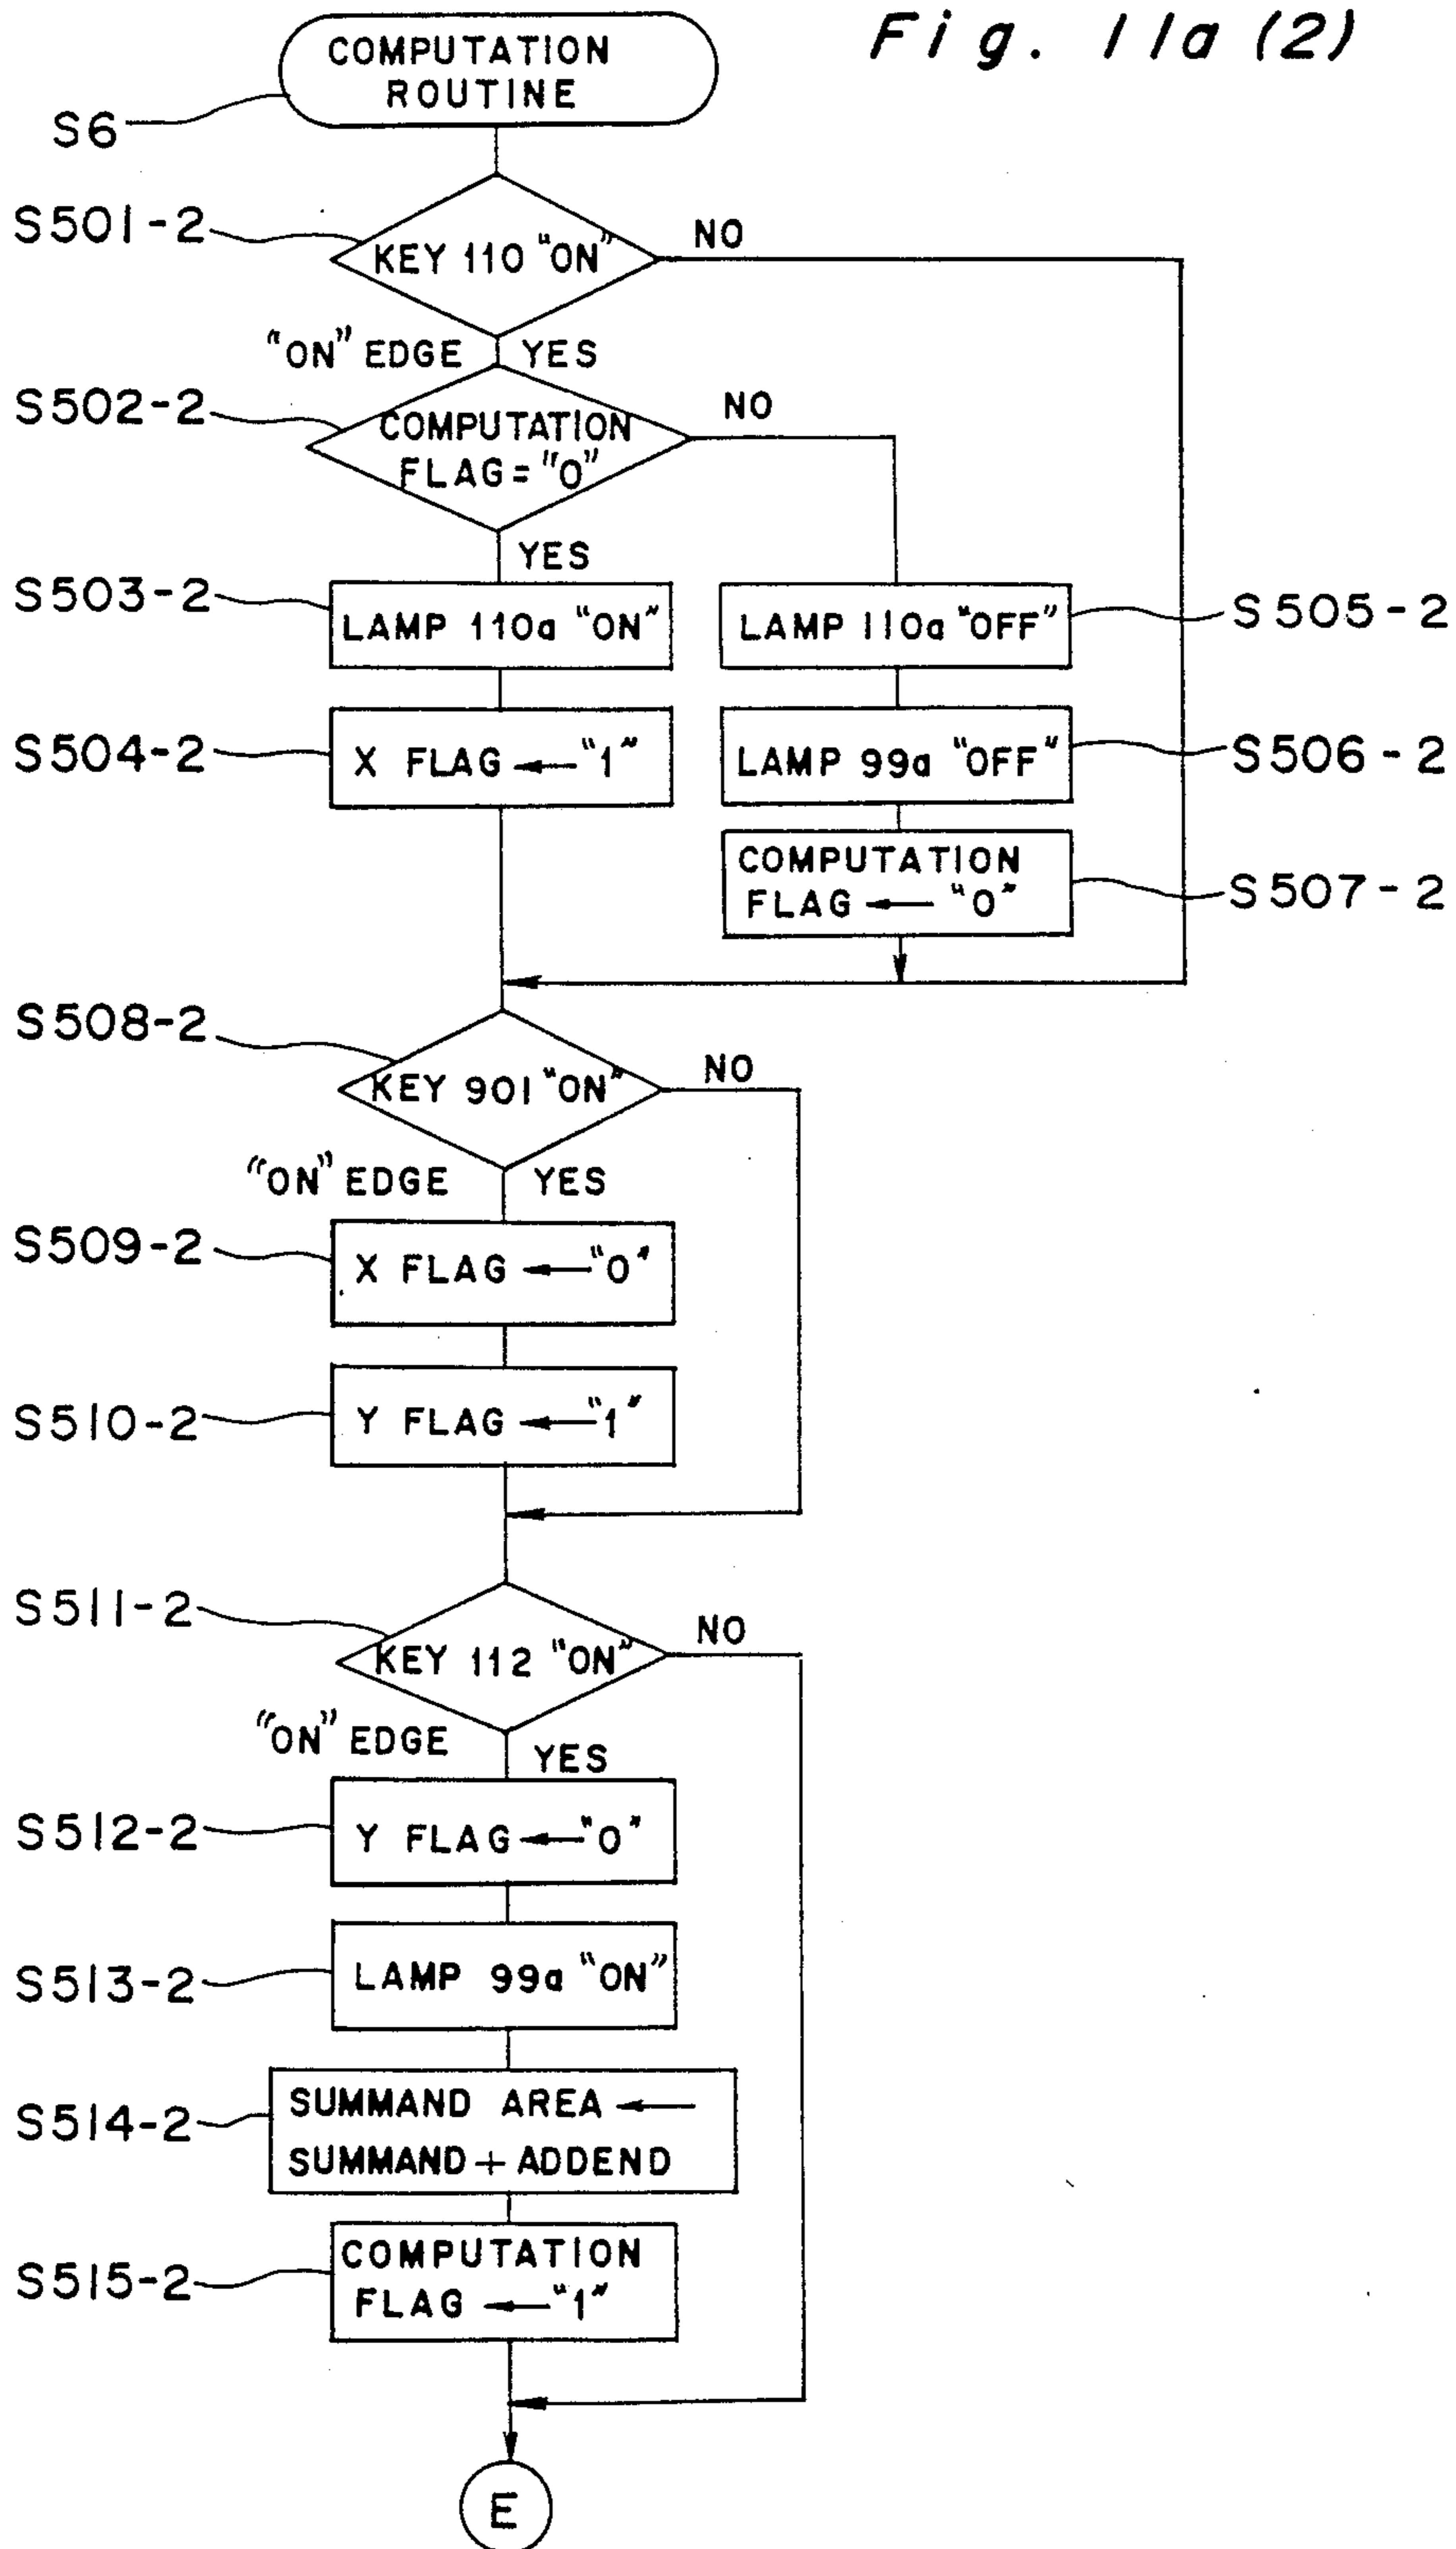 Fig. 11a (2)
COMPUTATION
ROUTINE
S6
S501-2
KEY 110 "ON"
NO
"ON" EDGE
YES
S502-2
COMPUTATION
FLAG = "0"
NO
YES
S503-2
LAMP 110a "ON"
LAMP 110a "OFF"
S505-2
S504-2
X FLAG ← "1"
LAMP 99a "OFF"
S506-2
COMPUTATION
FLAG ← "0"
S507-2
S508-2
KEY 901 "ON"
NO
"ON" EDGE
YES
S509-2
X FLAG ← "0"
S510-2
Y FLAG ← "1"
S511-2
KEY 112 "ON"
NO
"ON" EDGE
YES
S512-2
Y FLAG ← "0"
S513-2
LAMP 99a "ON"
S514-2
SUMMAND AREA ←
SUMMAND + ADDEND
S515-2
COMPUTATION
FLAG ← "1"
E